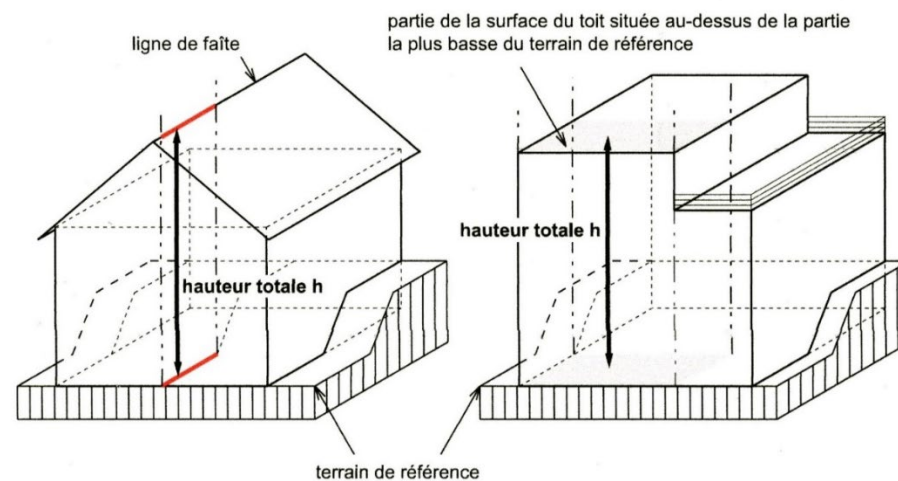 ligne de faîte
partie de la surface du toit située au-dessus de la partie
la plus basse du terrain de référence
hauteur totale h
hauteur totale h
terrain de référence